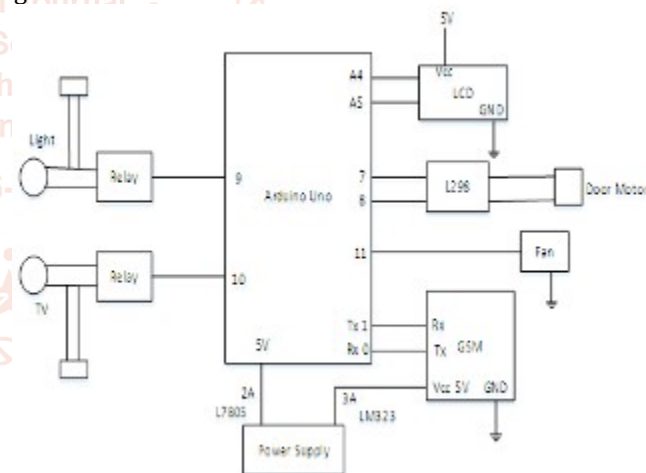 5V
A4
Vcc
LCD
A5
GND
Light
Relay
9
Arduino Uno
7
L298
Door Motor
11
Fan
Relay
10
TV
Tx 1
Rx
Rx 0
Tx
GSM
5V
Vcc 5V
GND
2A
3A
L7805
LM323
Power Supply